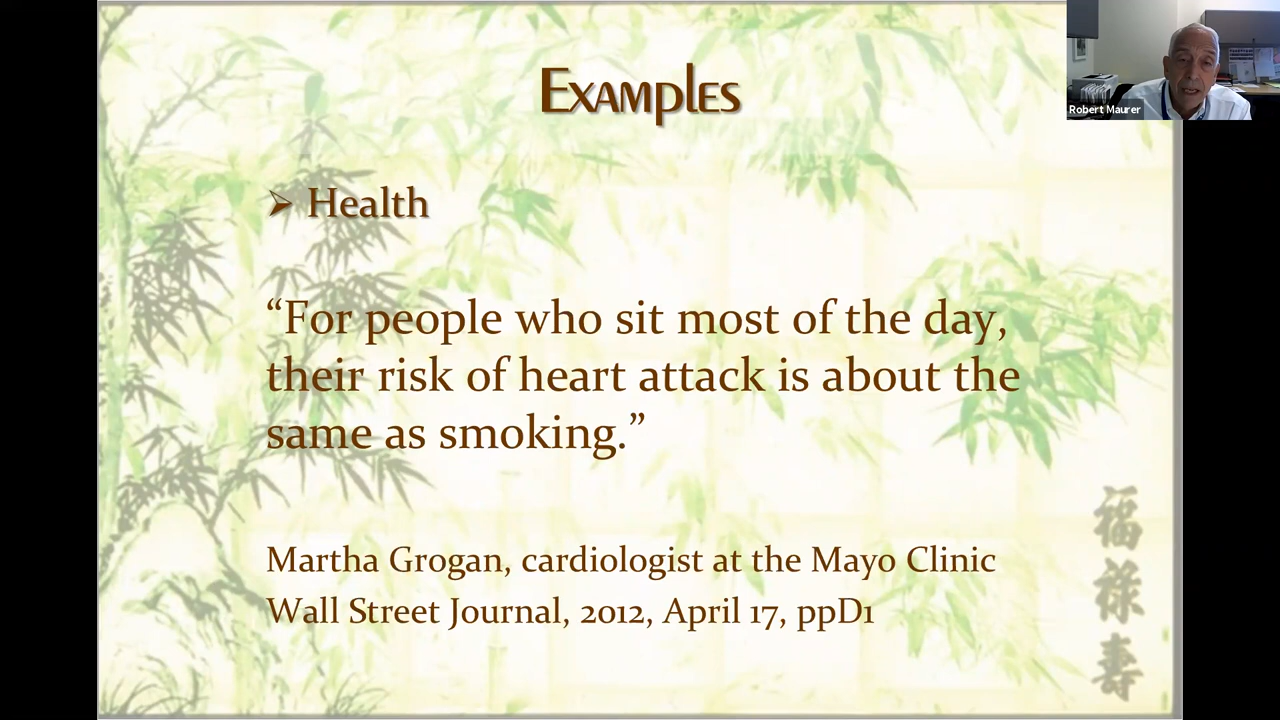 Examples
Robert Maurer
➢ Health
“For people who sit most of the day,
their risk of heart attack is about the
same as smoking.”
Martha Grogan, cardiologist at the Mayo Clinic
Wall Street Journal, 2012, April 17, ppD1
福
禄
壽